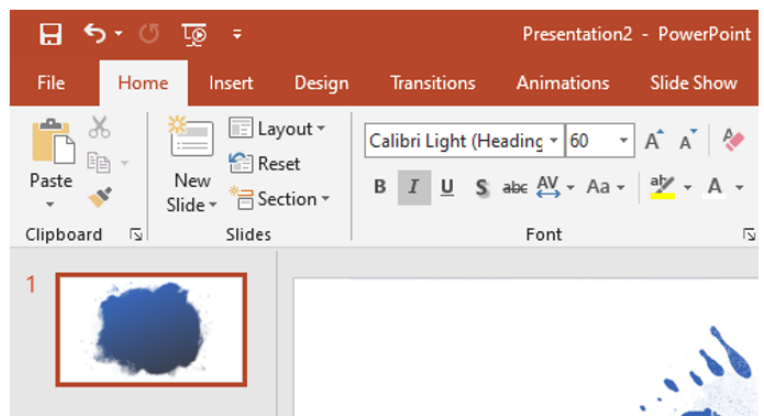 Presentation2 - PowerPoint
File Home Insert Design Transitions Animations Slide Show
Paste
Clipboard
New
Slide
Layout
Reset
Section
Slides
Calibri Light (Heading 60 A A A
B I U S abc AV Aa ab A
Font
1